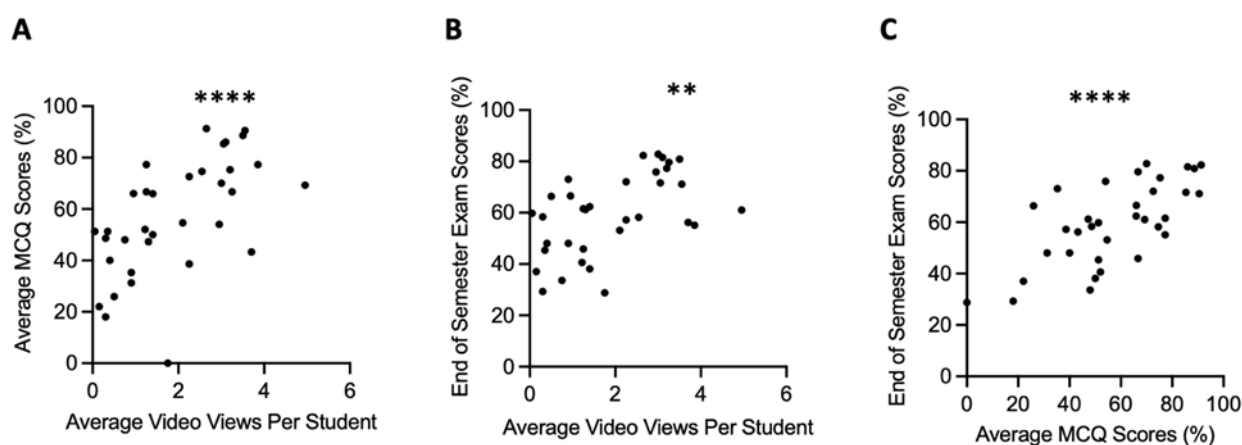 A
****
Average MCQ Scores (%)
100
80
60
40
20
0
0 2 4 6
Average Video Views Per Student
B
**
End of Semester Exam Scores (%)
100
80
60
40
20
0
0 2 4 6
Average Video Views Per Student
C
****
End of Semester Exam Scores (%)
100
80
60
40
20
0
0 20 40 60 80 100
Average MCQ Scores (%)